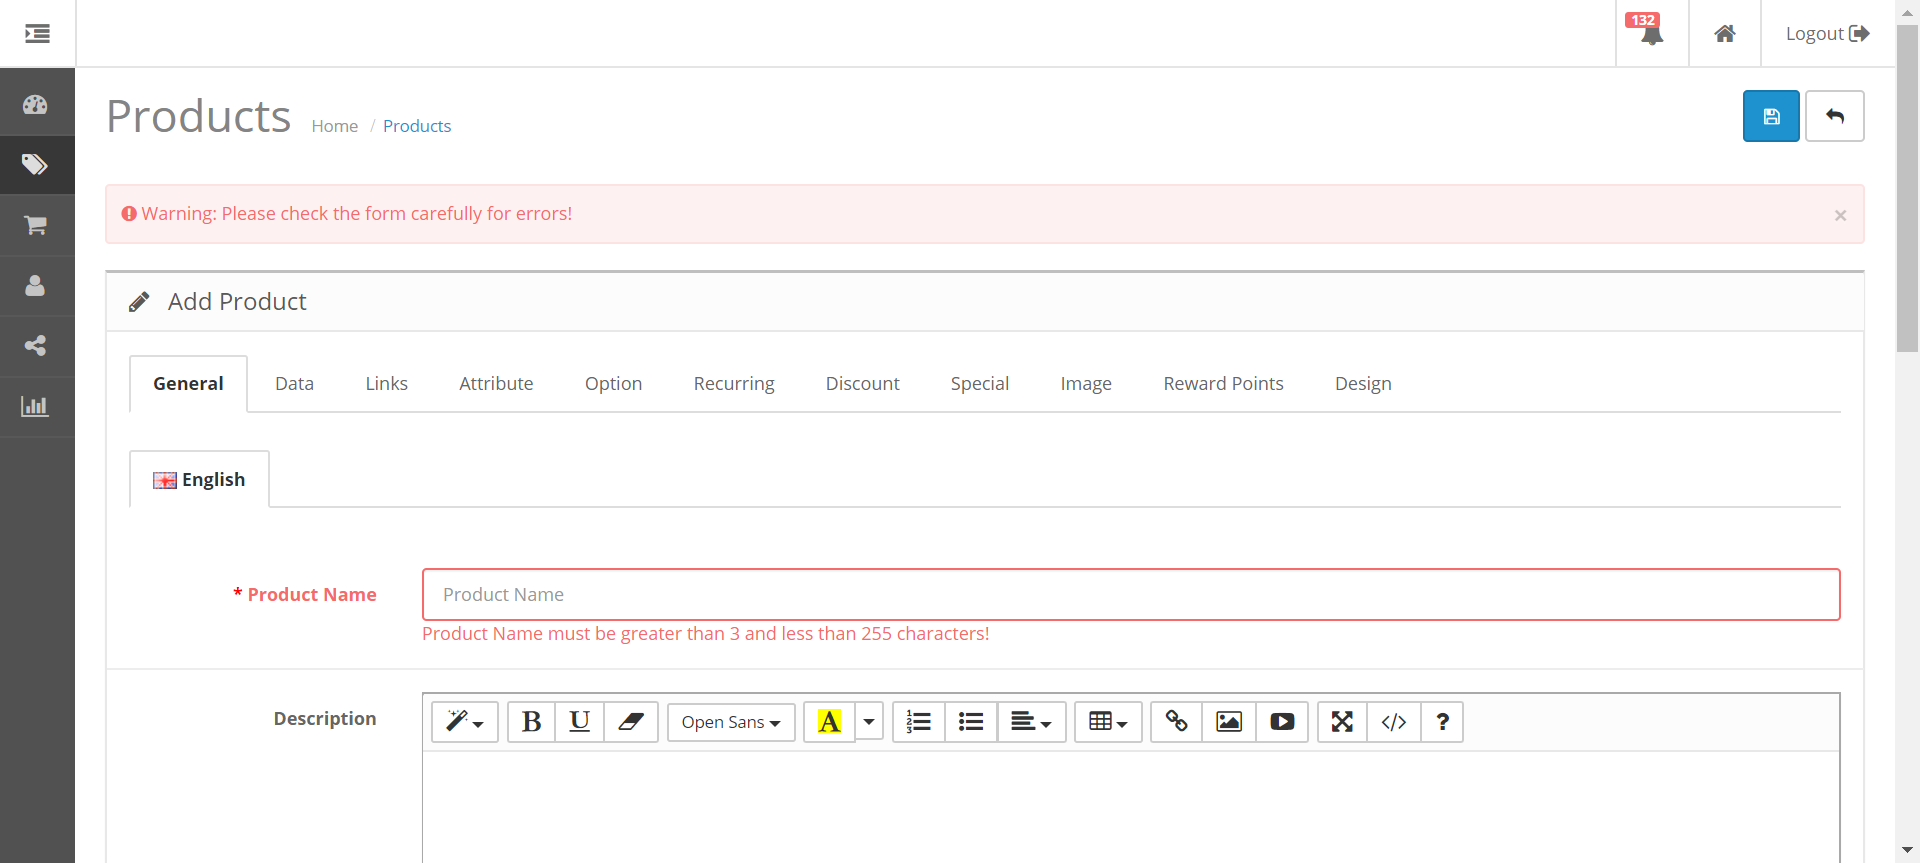 132
Logout
Products Home / Products
Warning: Please check the form carefully for errors!
×
Add Product
General Data Links Attribute Option Recurring Discount Special Image Reward Points Design
English
* Product Name
Product Name
Product Name must be greater than 3 and less than 255 characters!
Description
B U Open Sans A </> ?